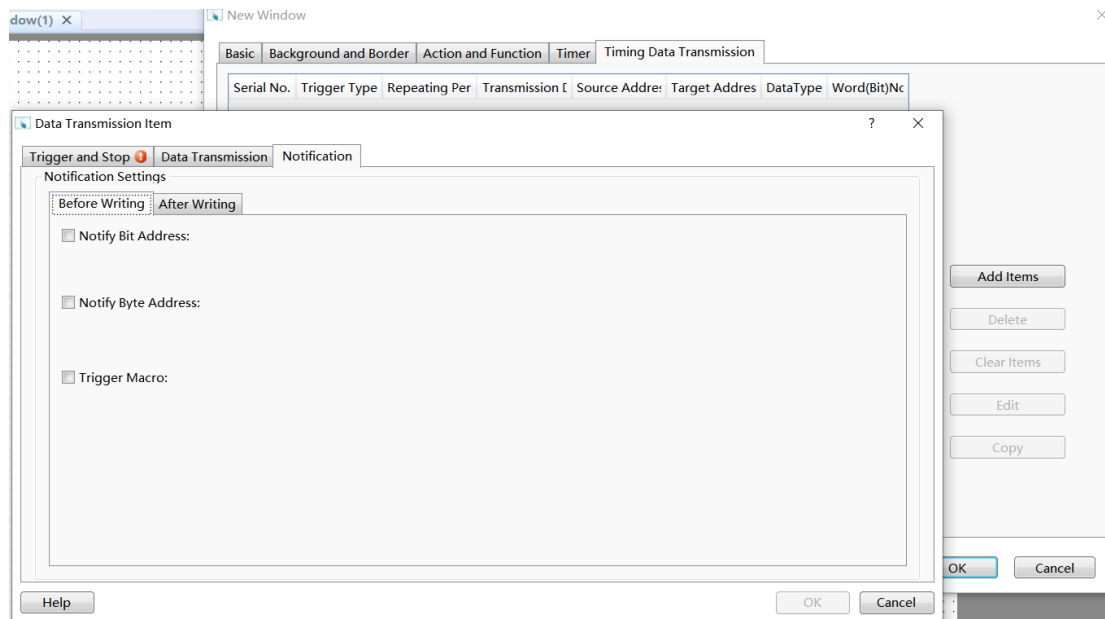 dow(1)
New Window
Basic Background and Border Action and Function Timer Timing Data Transmission
Serial No. Trigger Type Repeating Per Transmission D Source Addre: Target Addres DataType Word(Bit)Nc
Data Transmission Item
Trigger and Stop Data Transmission Notification
Notification Settings
Before Writing After Writing
Notify Bit Address:
Notify Byte Address:
Trigger Macro:
Add Items
Delete
Clear Items
Edit
Copy
OK Cancel
Help OK Cancel